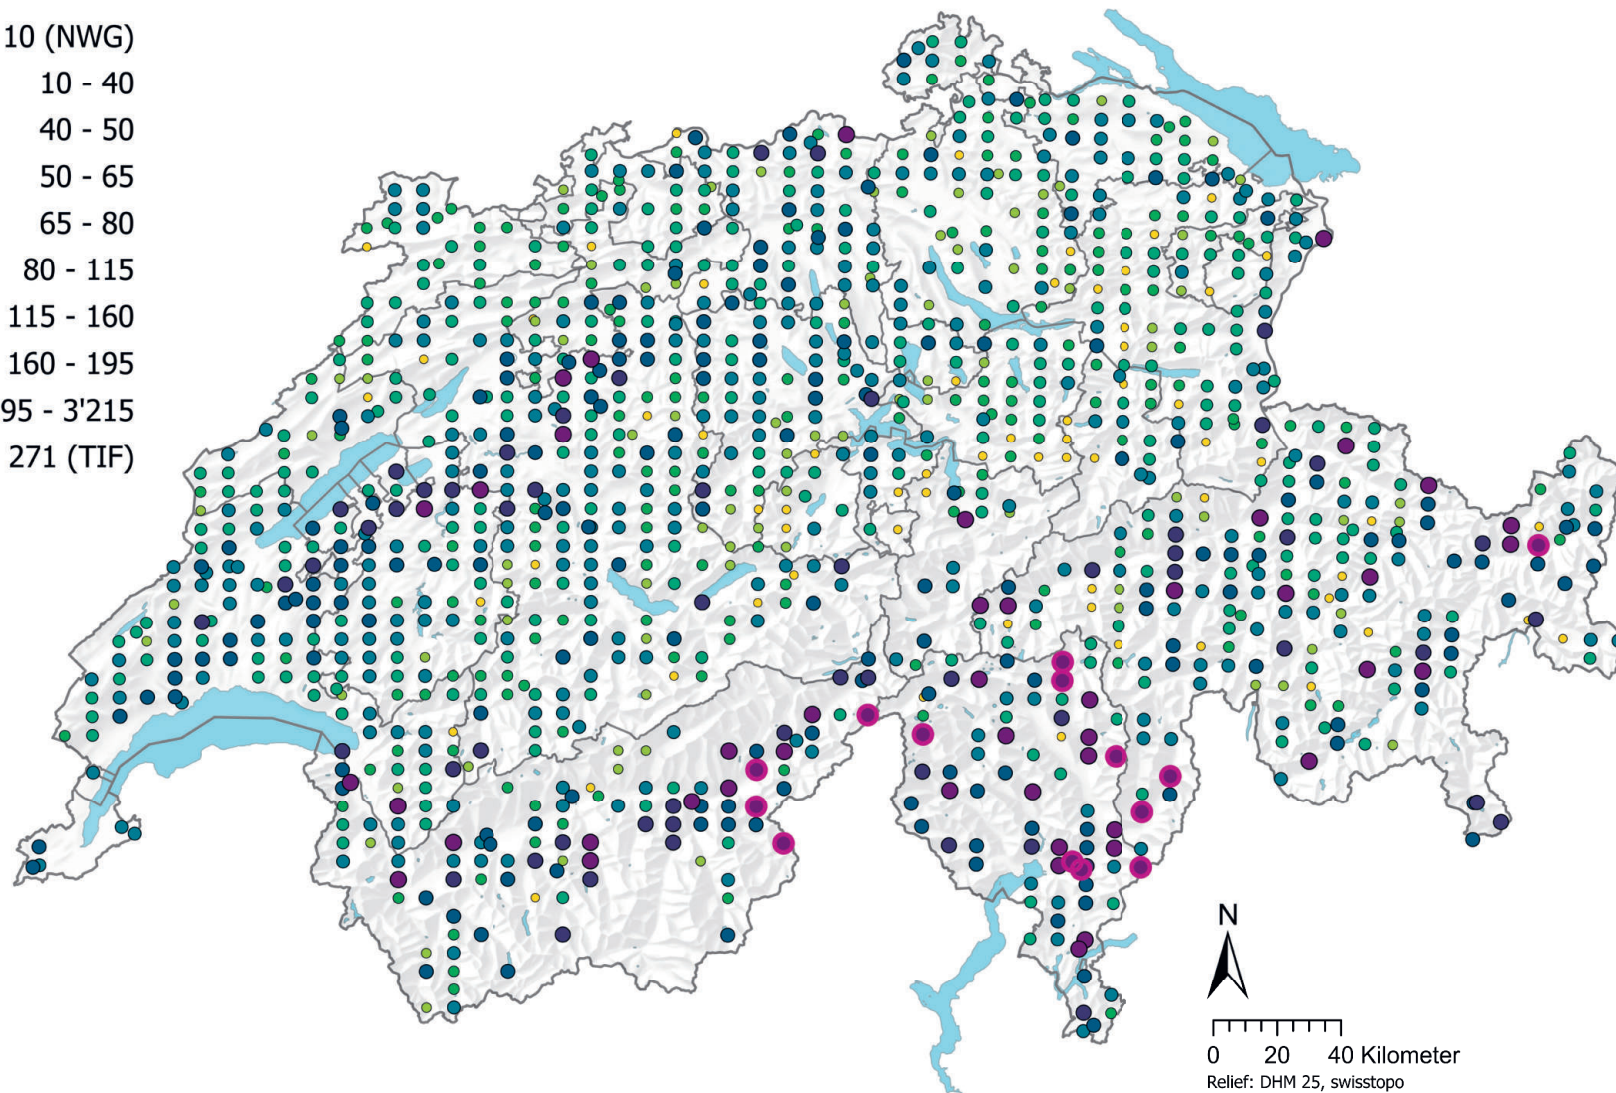 10 (NWG)
10 - 40
40 - 50
50 - 65
65 - 80
80 - 115
115 - 160
160 - 195
95 - 3'215
271 (TIF)
N
0 20 40 Kilometer
Relief: DHM 25, swisstopo